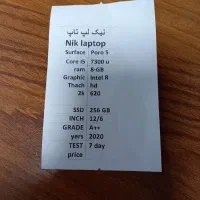 نیک لپ تاپ
Nik laptop
Surface Poro 5
Core I5 7300 u
ram 8-GB
Graphic Intel R
Thach hd
2k 620
SSD 256 GB
INCH 12/6
GRADE A++
yers 2020
TEST 7 day
price